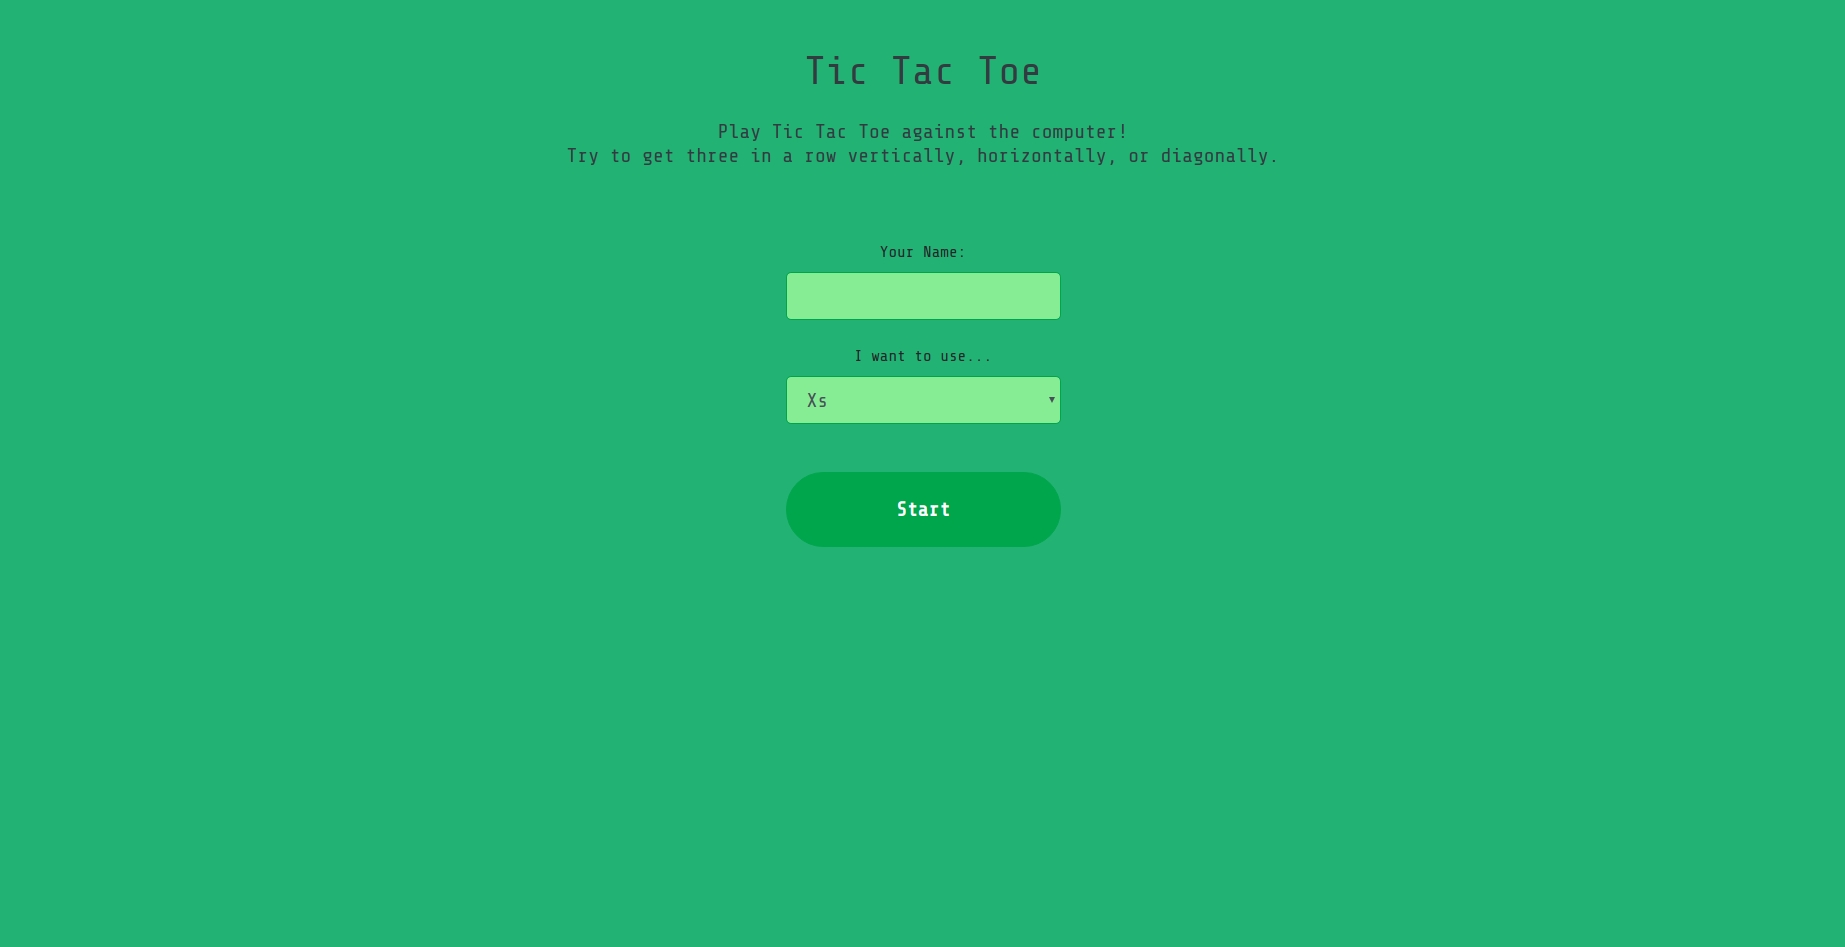 Tic Tac Toe
Play Tic Tac Toe against the computer!
Try to get three in a row vertically, horizontally, or diagonally.
Your Name:
I want to use...
Xs
Start